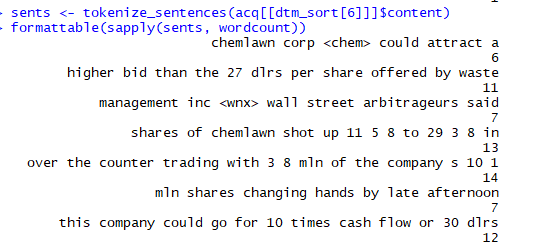 > sents <- tokenize_sentences(acq[[dtm_sort[6]]]$content)
> formattable(sapply(sents, wordcount))
chemlawn corp <chem> could attract a
6
higher bid than the 27 dlrs per share offered by waste
11
management inc <wnx> wall street arbitrageurs said
7
shares of chemlawn shot up 11 5 8 to 29 3 8 in
13
over the counter trading with 3 8 mln of the company s 10 1
14
mln shares changing hands by late afternoon
7
this company could go for 10 times cash flow or 30 dlrs
12